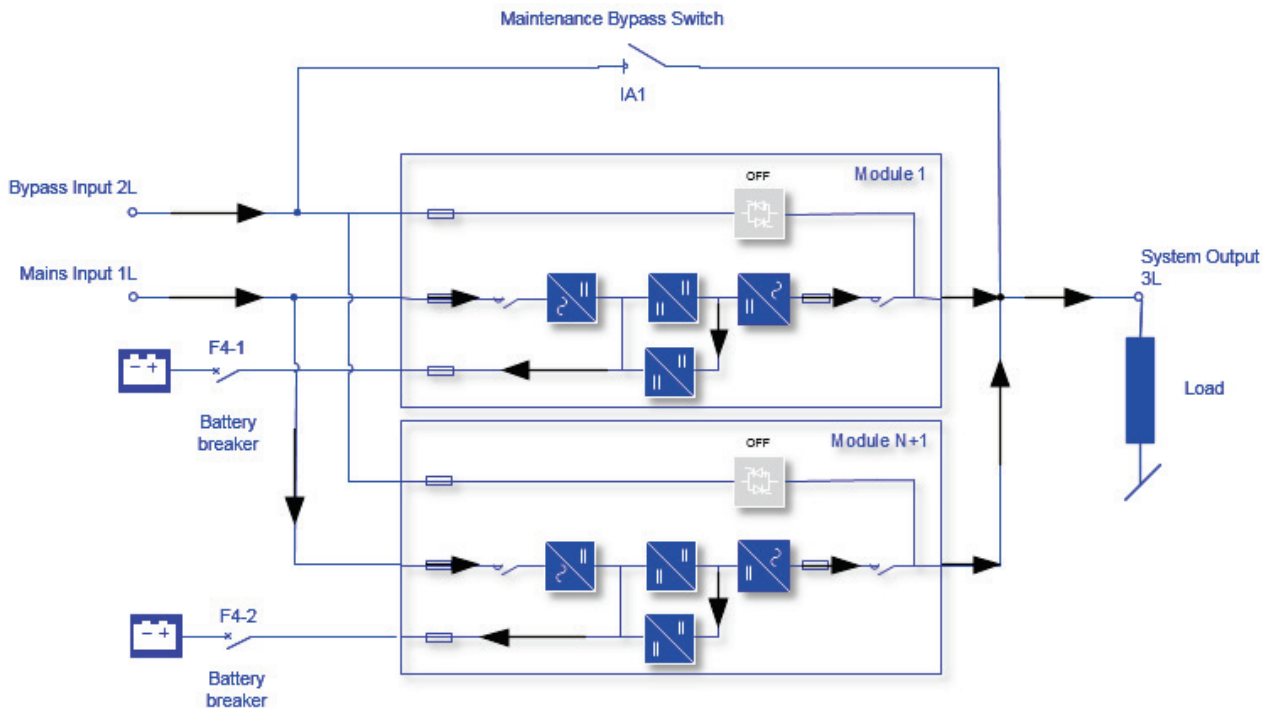 Maintenance Bypass Switch
IA1
Module 1
OFF
Bypass Input 2L
Mains Input 1L
System Output
3L
F4-1
Battery
breaker
Load
Module N+1
OFF
F4-2
Battery
breaker